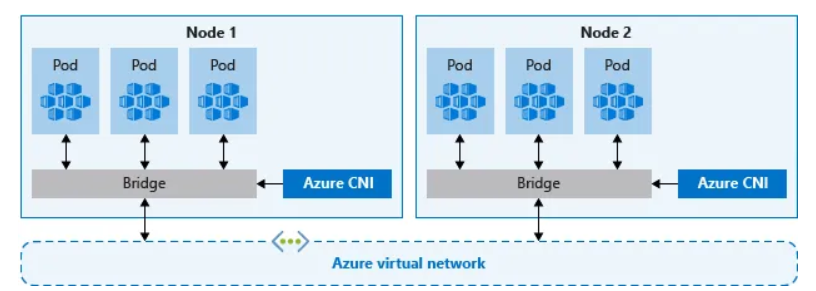 Node 1
Pod Pod Pod
Bridge
Azure CNI
Node 2
Pod Pod Pod
Bridge
Azure CNI
Azure virtual network